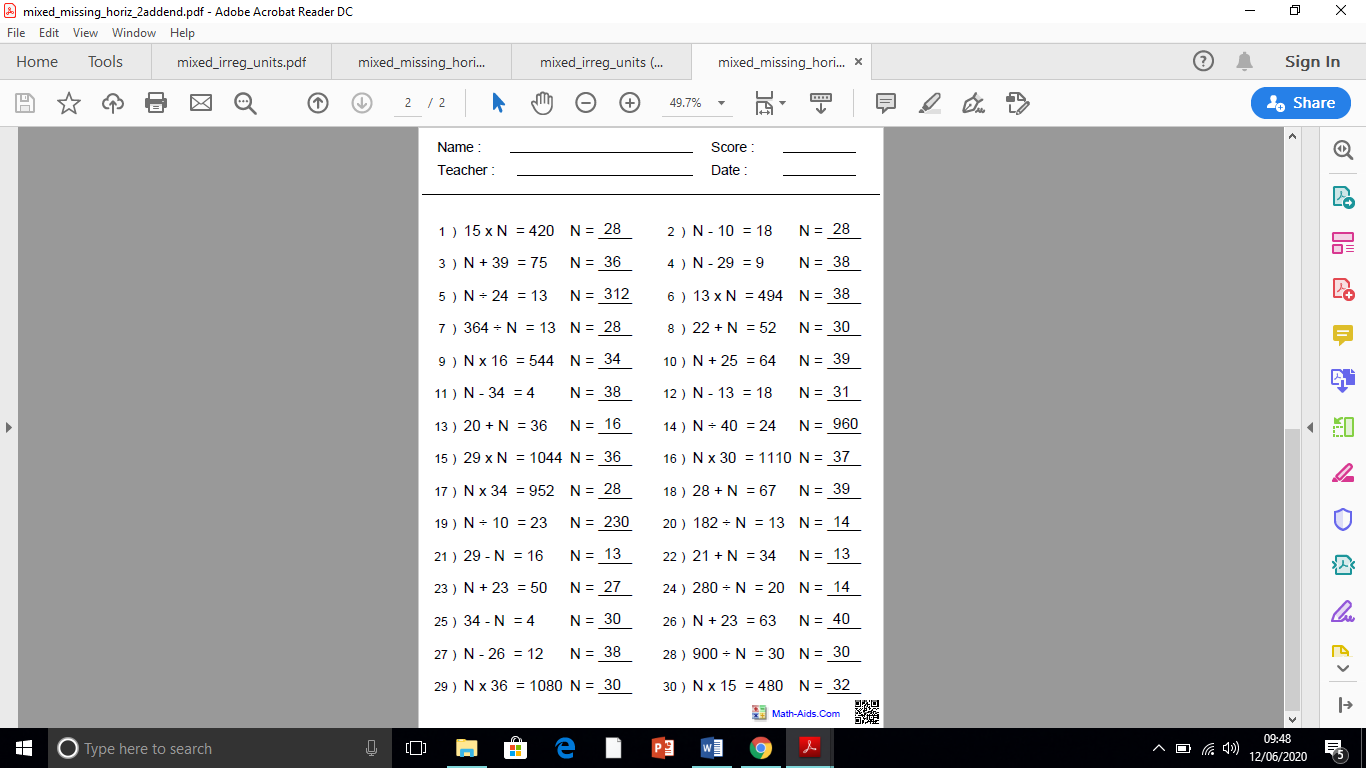 mixed_missing_horiz_2addend.pdf - Adobe Acrobat Reader DC
File Edit View Window Help
Home Tools mixed_irreg_units.pdf mixed_missing_hori... mixed_irreg_units (... mixed_missing_hori... × Sign In
2 / 2 49.7% Share
Name : Score :
Teacher : Date :
1 ) 15 x N = 420 N = 28 2 ) N - 10 = 18 N = 28
3 ) N + 39 = 75 N = 36 4 ) N - 29 = 9 N = 38
5 ) N ÷ 24 = 13 N = 312 6 ) 13 x N = 494 N = 38
7 ) 364 ÷ N = 13 N = 28 8 ) 22 + N = 52 N = 30
9 ) N x 16 = 544 N = 34 10 ) N + 25 = 64 N = 39
11 ) N - 34 = 4 N = 38 12 ) N - 13 = 18 N = 31
13 ) 20 + N = 36 N = 16 14 ) N ÷ 40 = 24 N = 960
15 ) 29 x N = 1044 N = 36 16 ) N x 30 = 1110 N = 37
17 ) N x 34 = 952 N = 28 18 ) 28 + N = 67 N = 39
19 ) N ÷ 10 = 23 N = 230 20 ) 182 ÷ N = 13 N = 14
21 ) 29 - N = 16 N = 13 22 ) 21 + N = 34 N = 13
23 ) N + 23 = 50 N = 27 24 ) 280 ÷ N = 20 N = 14
25 ) 34 - N = 4 N = 30 26 ) N + 23 = 63 N = 40
27 ) N - 26 = 12 N = 38 28 ) 900 ÷ N = 30 N = 30
29 ) N x 36 = 1080 N = 30 30 ) N x 15 = 480 N = 32
Math-Aids.Com
Type here to search 09:48
12/06/2020 5